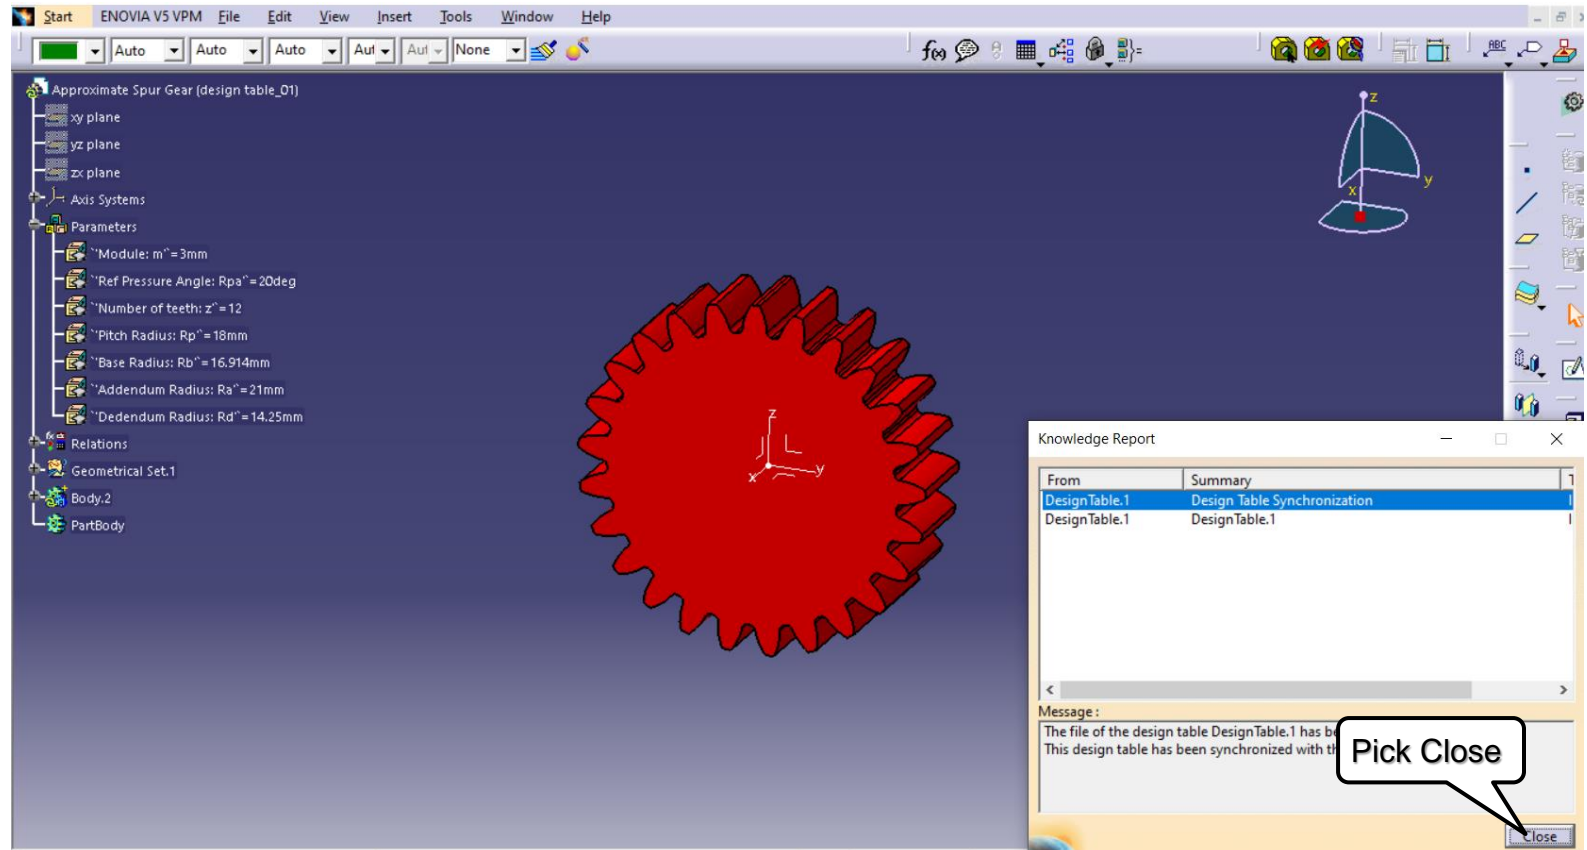 Start ENOVIA V5 VPM File Edit View Insert Tools Window Help
Auto Auto Auto Aut Aut None
f(x)
ABC
Approximate Spur Gear (design table_01)
xy plane
yz plane
zx plane
Axis Systems
Parameters
`'Module: m'`=3mm
`'Ref Pressure Angle: Rpa'`=20deg
`'Number of teeth: z'`=12
`'Pitch Radius: Rp'`=18mm
`'Base Radius: Rb'`=16.914mm
`'Addendum Radius: Ra'`=21mm
`'Dedendum Radius: Rd'`=14.25mm
Relations
Geometrical Set.1
Body.2
PartBody
z
y
x
z
y
x
Knowledge Report
From Summary T
DesignTable.1 Design Table Synchronization I
DesignTable.1 DesignTable.1 I
Message :
The file of the design table DesignTable.1 has be
This design table has been synchronized with th
Pick Close
Close